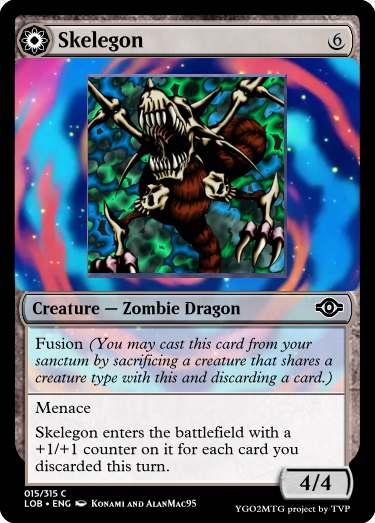 Skelegon 6
Creature — Zombie Dragon
Fusion (You may cast this card from your
sanctum by sacrificing a creature that shares a
creature type with this and discarding a card.)
Menace
Skelegon enters the battlefield with a
+1/+1 counter on it for each card you
discarded this turn.
4/4
015/315 C
LOB • ENG KONAMI AND ALANMAC95
YGO2MTG PROJECT BY TVP